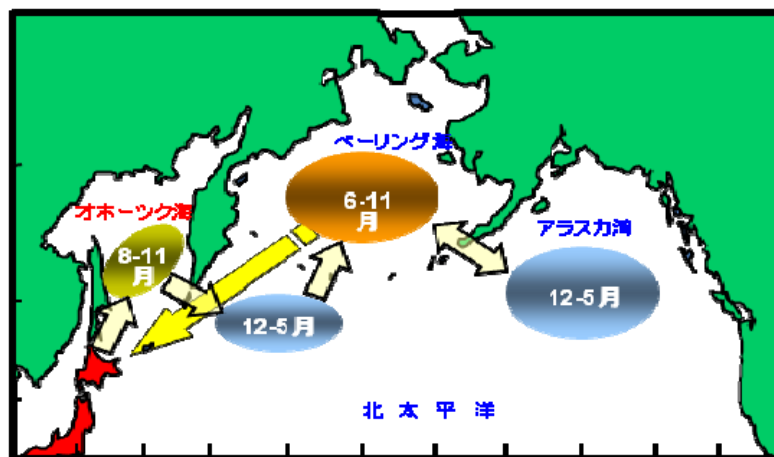 ベーリング海
6-11
月
オホーツク海
アラスカ湾
8-11
月
12-5月
12-5月
北太平洋